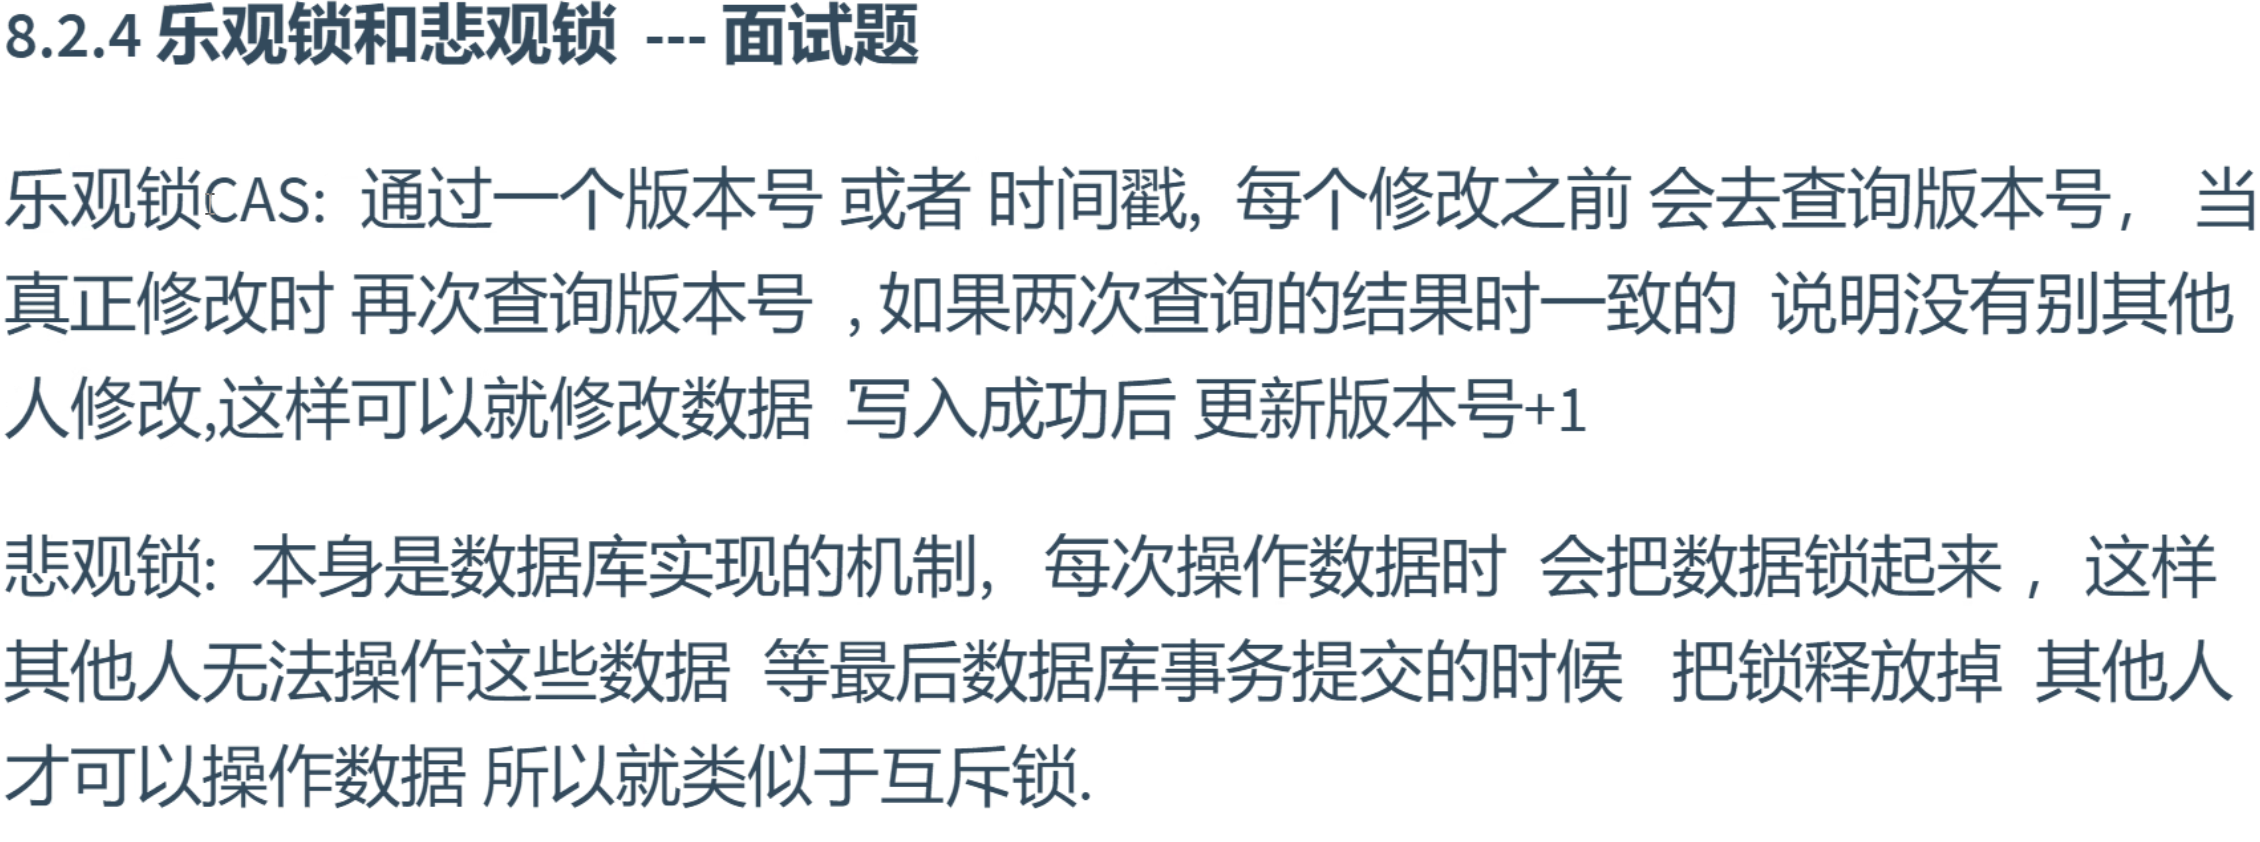 8.2.4 乐观锁和悲观锁 --- 面试题
乐观锁CAS: 通过一个版本号 或者 时间戳, 每个修改之前 会去查询版本号, 当
真正修改时 再次查询版本号 , 如果两次查询的结果时一致的 说明没有别其他
人修改,这样可以就修改数据 写入成功后 更新版本号+1
悲观锁: 本身是数据库实现的机制, 每次操作数据时 会把数据锁起来 , 这样
其他人无法操作这些数据 等最后数据库事务提交的时候 把锁释放掉 其他人
才可以操作数据 所以就类似于互斥锁.